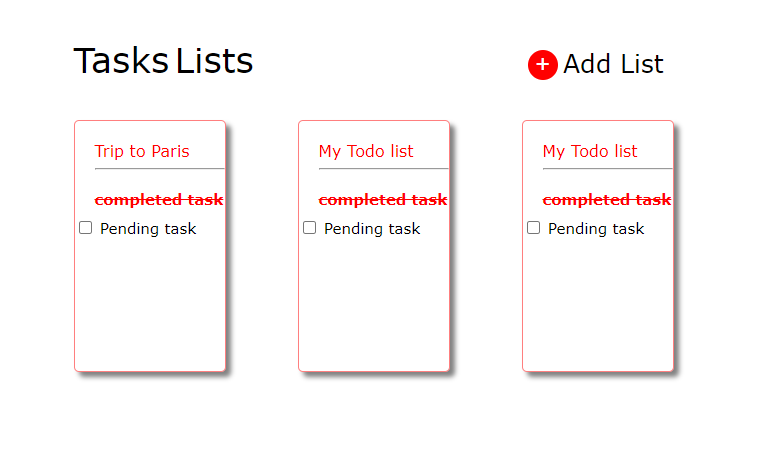 Tasks Lists
+ Add List
Trip to Paris
completed task
Pending task
My Todo list
completed task
Pending task
My Todo list
completed task
Pending task